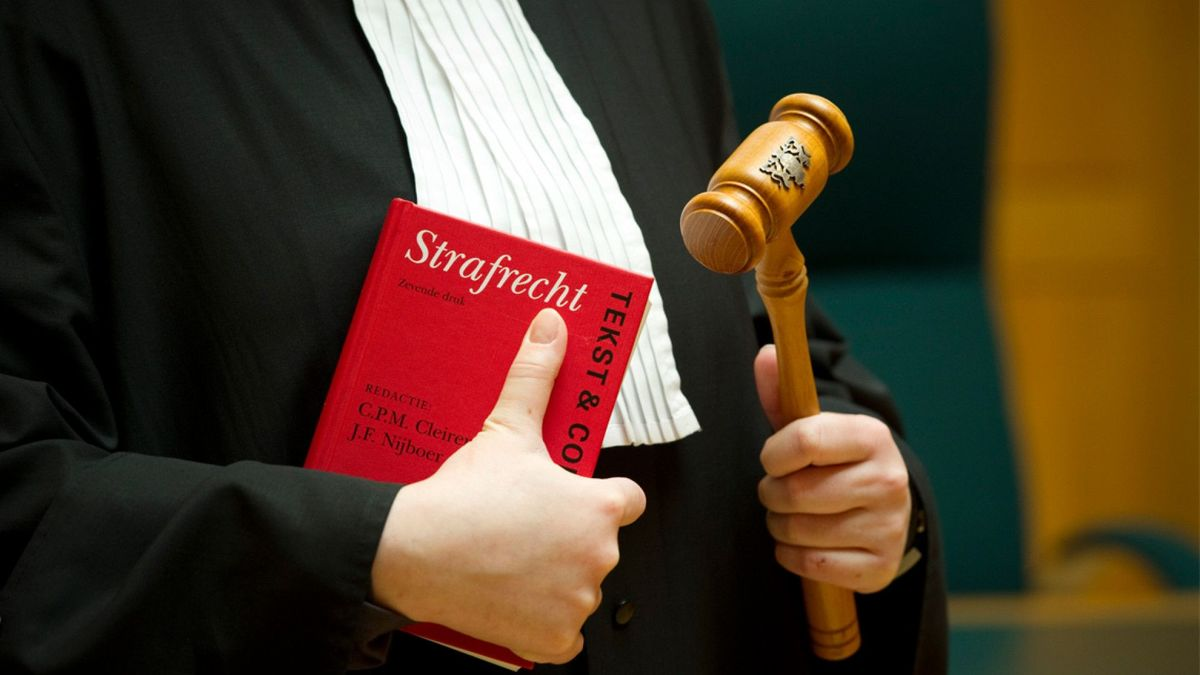 Strafrecht
Zevende druk
TEKST &
REDACTIE:
C.P.M.
J.F. Nijboer